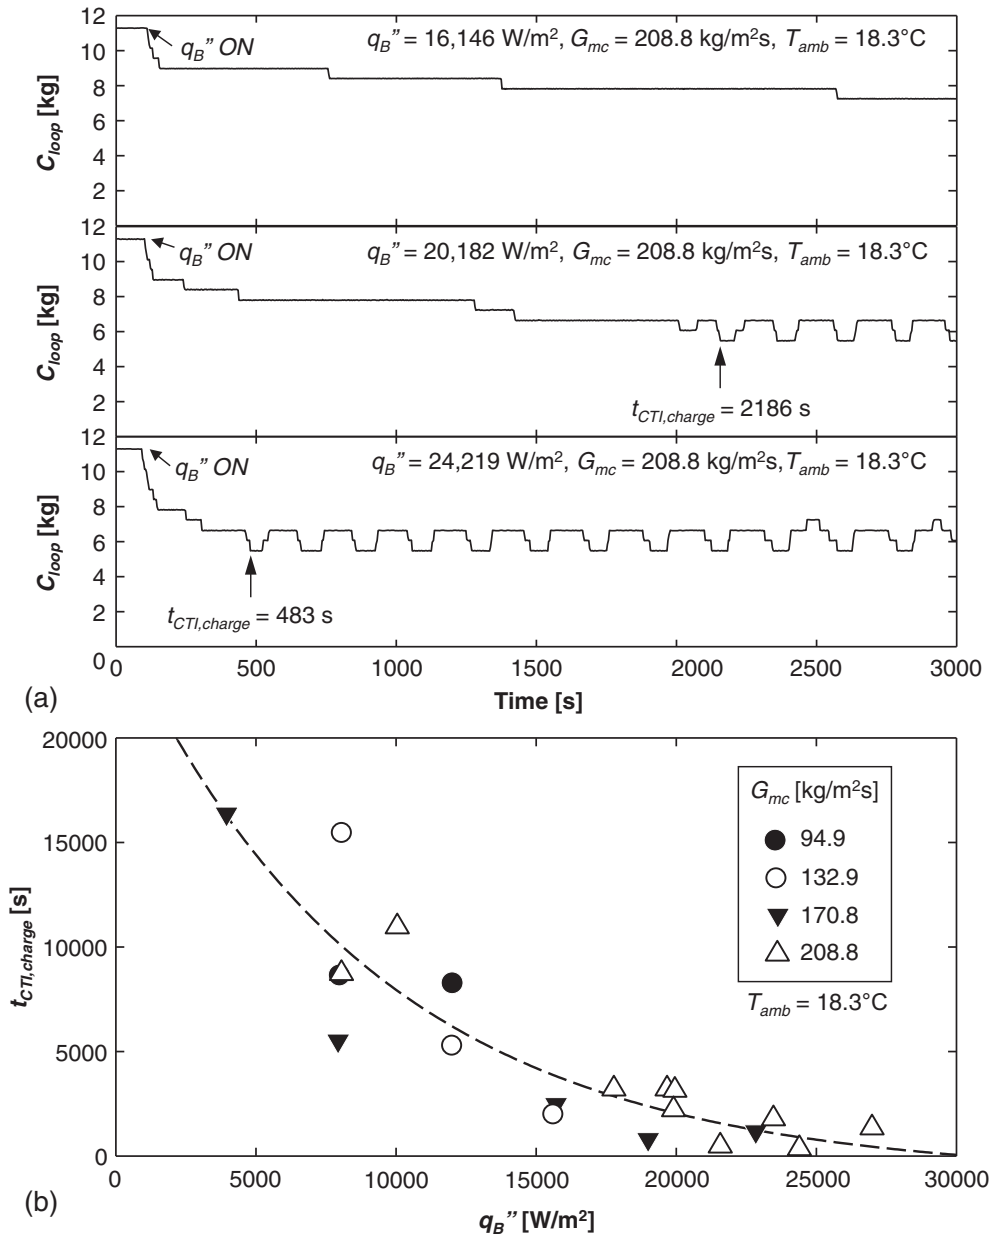 12
10
8
6
4
2
C_loop [kg]
q_B” ON
q_B” = 16,146 W/m², G_mc = 208.8 kg/m²s, T_amb = 18.3°C
12
10
8
6
4
2
C_loop [kg]
q_B” ON
q_B” = 20,182 W/m², G_mc = 208.8 kg/m²s, T_amb = 18.3°C
t_CTI,charge = 2186 s
12
10
8
6
4
2
0
C_loop [kg]
q_B” ON
q_B” = 24,219 W/m², G_mc = 208.8 kg/m²s, T_amb = 18.3°C
t_CTI,charge = 483 s
0 500 1000 1500 2000 2500 3000
(a)
Time [s]
20000
15000
10000
5000
0
t_CTI,charge [s]
G_mc [kg/m²s]
94.9
132.9
170.8
208.8
T_amb = 18.3°C
0 5000 10000 15000 20000 25000 30000
(b)
q_B” [W/m²]